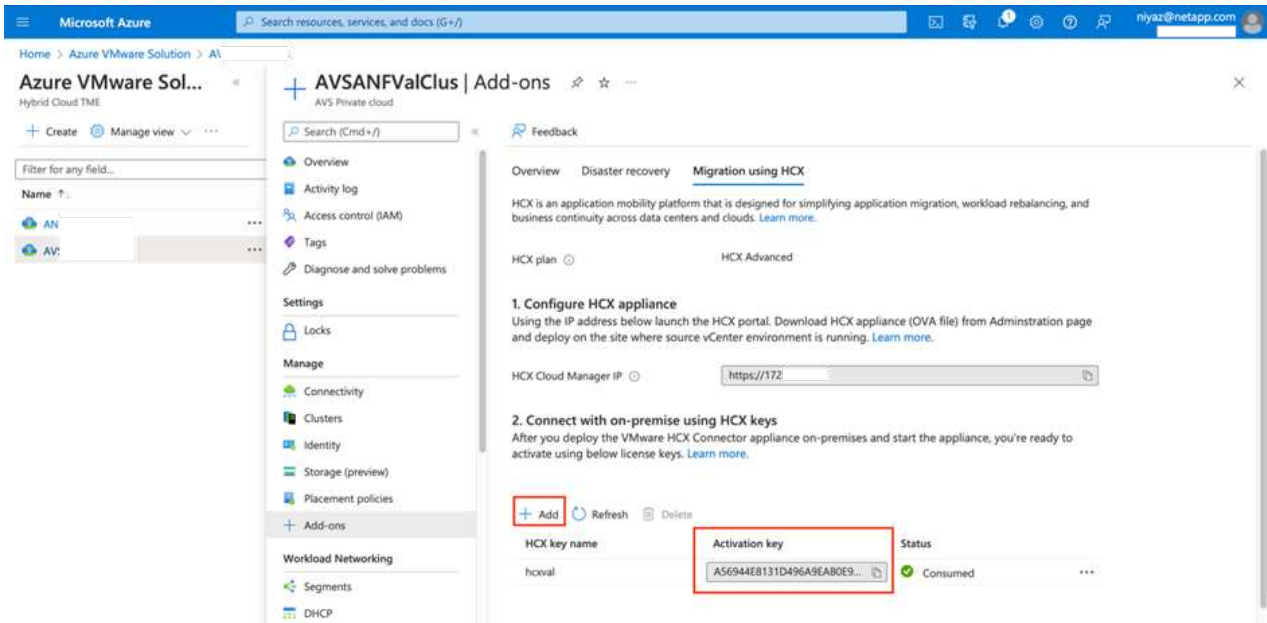 Microsoft Azure
Search resources, services, and docs (G+/)
1
niyaz@netapp.com
Home > Azure VMware Solution > AV
Azure VMware Sol...
Hybrid Cloud TME
+ Create Manage view ...
Filter for any field...
Name ↑
AN ...
AVS ...
AVSANFValClus | Add-ons ...
AVS Private cloud
Search (Cmd+/)
Overview
Activity log
Access control (IAM)
Tags
Diagnose and solve problems
Settings
Locks
Manage
Connectivity
Clusters
Identity
Storage (preview)
Placement policies
Add-ons
Workload Networking
Segments
DHCP
Feedback
Overview Disaster recovery Migration using HCX
HCX is an application mobility platform that is designed for simplifying application migration, workload rebalancing, and
business continuity across data centers and clouds. Learn more.
HCX plan HCX Advanced
1. Configure HCX appliance
Using the IP address below launch the HCX portal. Download HCX appliance (OVA file) from Adminstration page
and deploy on the site where source vCenter environment is running. Learn more.
HCX Cloud Manager IP https://172
2. Connect with on-premise using HCX keys
After you deploy the VMware HCX Connector appliance on-premises and start the appliance, you're ready to
activate using below license keys. Learn more.
+ Add Refresh Delete
HCX key name Activation key Status
hcxval A56944E8131D496A9EAB0E9... Consumed ...